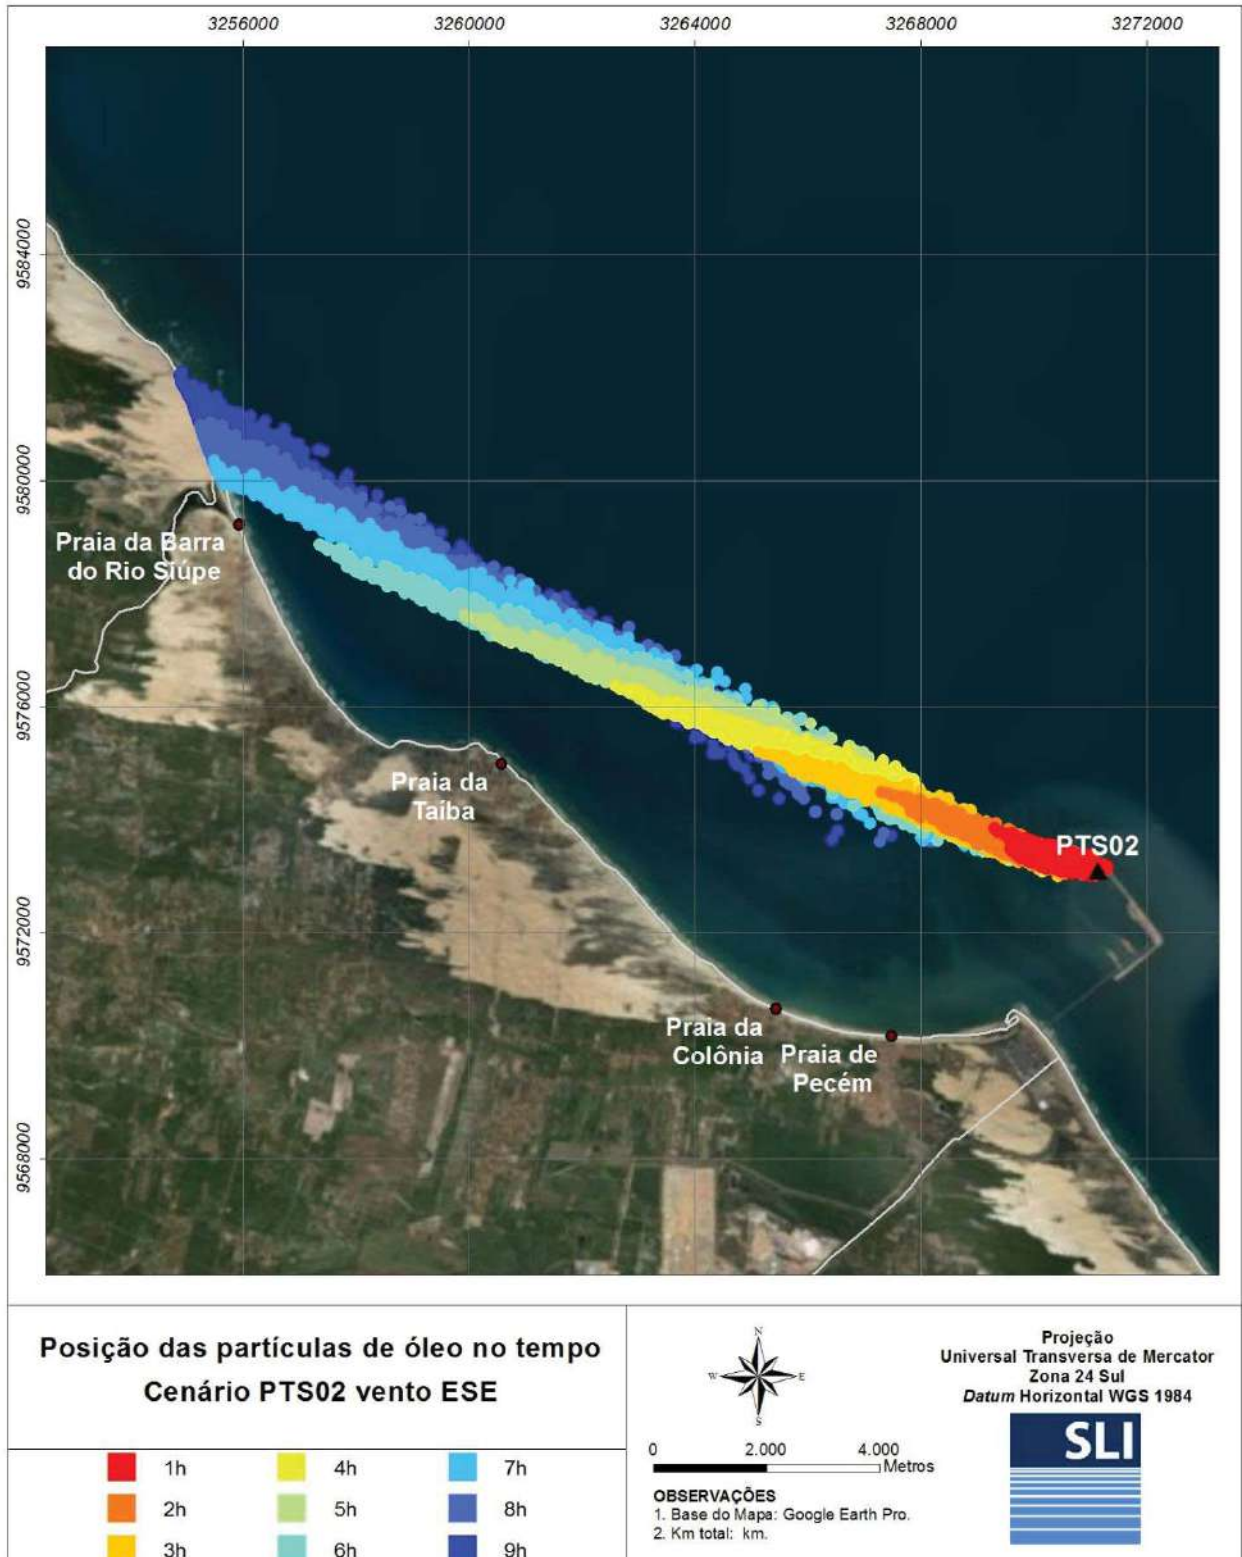 3256000 3260000 3264000 3268000 3272000
9584000
9580000
9576000
9572000
9568000
Praia da Barra
do Rio Siúpe
Praia da
Taíba
PTS02
Praia da
Colônia
Praia de
Pecém
Posição das partículas de óleo no tempo
Cenário PTS02 vento ESE
1h 4h 7h
2h 5h 8h
3h 6h 9h
N
W E
S
0 2.000 4.000
Metros
OBSERVAÇÕES
1. Base do Mapa: Google Earth Pro.
2. Km total: km.
Projeção
Universal Transversa de Mercator
Zona 24 Sul
Datum Horizontal WGS 1984
SLI